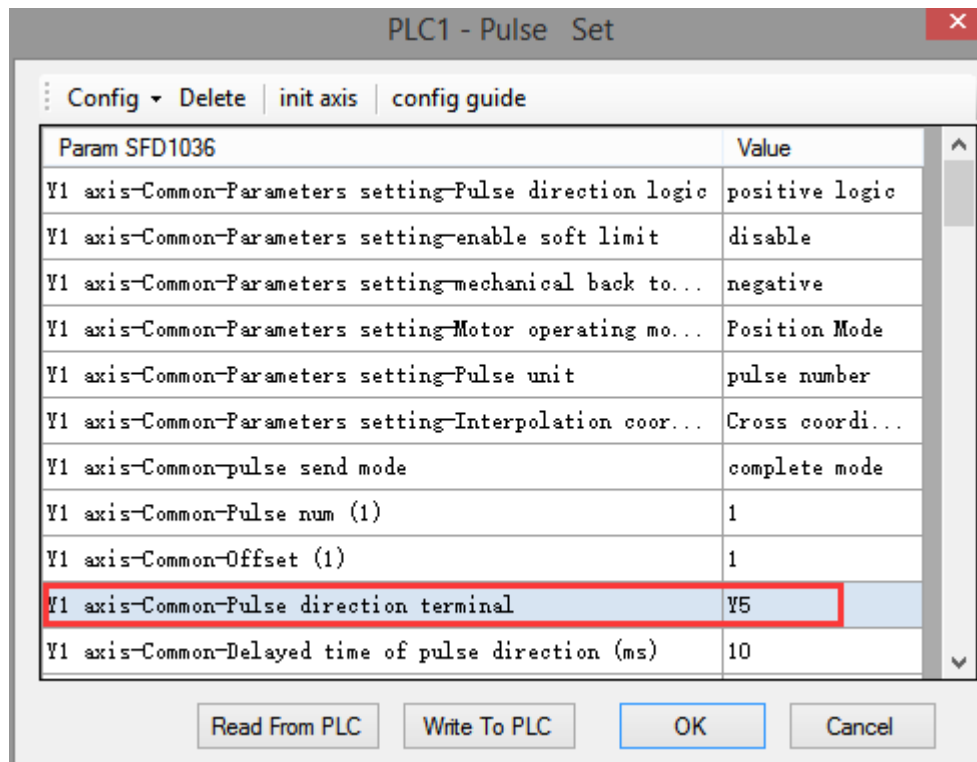 PLC1 - Pulse Set
Config Delete init axis config guide
Param SFD1036 Value
Y1 axis-Common-Parameters setting-Pulse direction logic positive logic
Y1 axis-Common-Parameters setting-enable soft limit disable
Y1 axis-Common-Parameters setting-mechanical back to... negative
Y1 axis-Common-Parameters setting-Motor operating mo... Position Mode
Y1 axis-Common-Parameters setting-Pulse unit pulse number
Y1 axis-Common-Parameters setting-Interpolation coor... Cross coordi...
Y1 axis-Common-pulse send mode complete mode
Y1 axis-Common-Pulse num (1) 1
Y1 axis-Common-Offset (1) 1
Y1 axis-Common-Pulse direction terminal Y5
Y1 axis-Common-Delayed time of pulse direction (ms) 10
Read From PLC Write To PLC OK Cancel